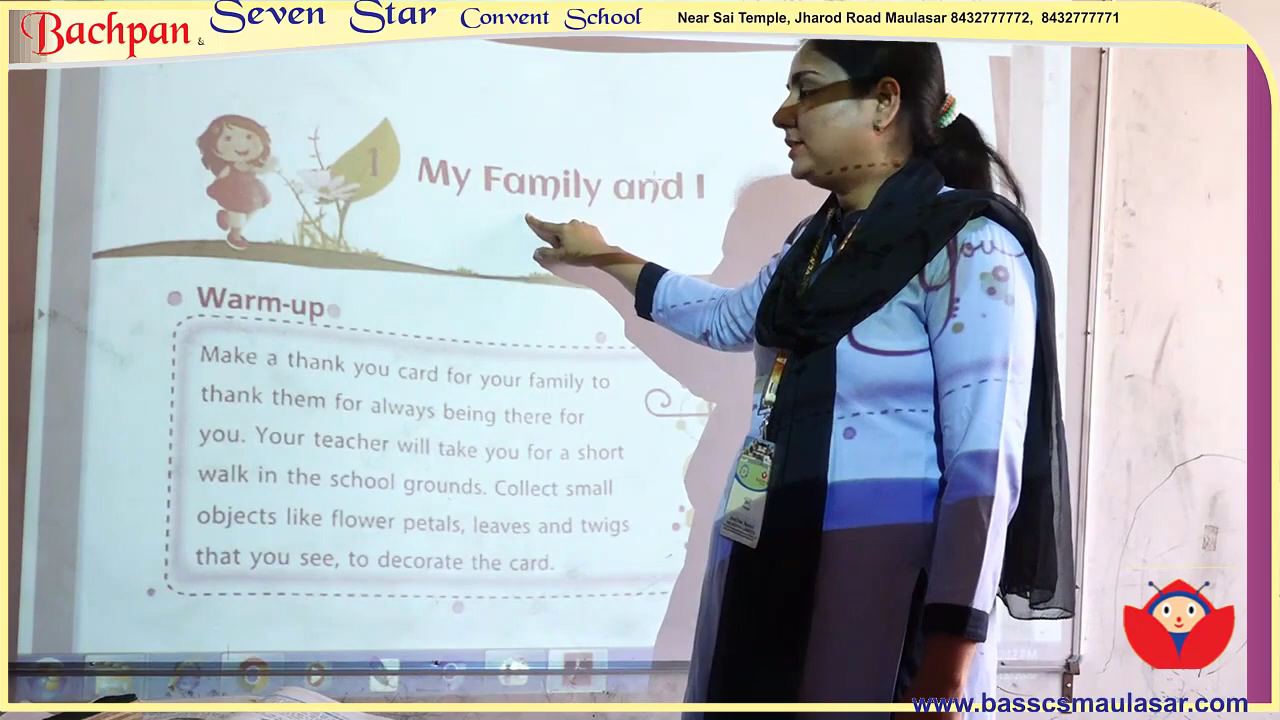 Bachpan & Seven Star Convent School Near Sai Temple, Jharod Road Maulasar 8432777772, 8432777771
1 My Family and I
Warm-up
Make a thank you card for your family to
thank them for always being there for
you. Your teacher will take you for a short
walk in the school grounds. Collect small
objects like flower petals, leaves and twigs
that you see, to decorate the card.
You
www.basscsmaulasar.com